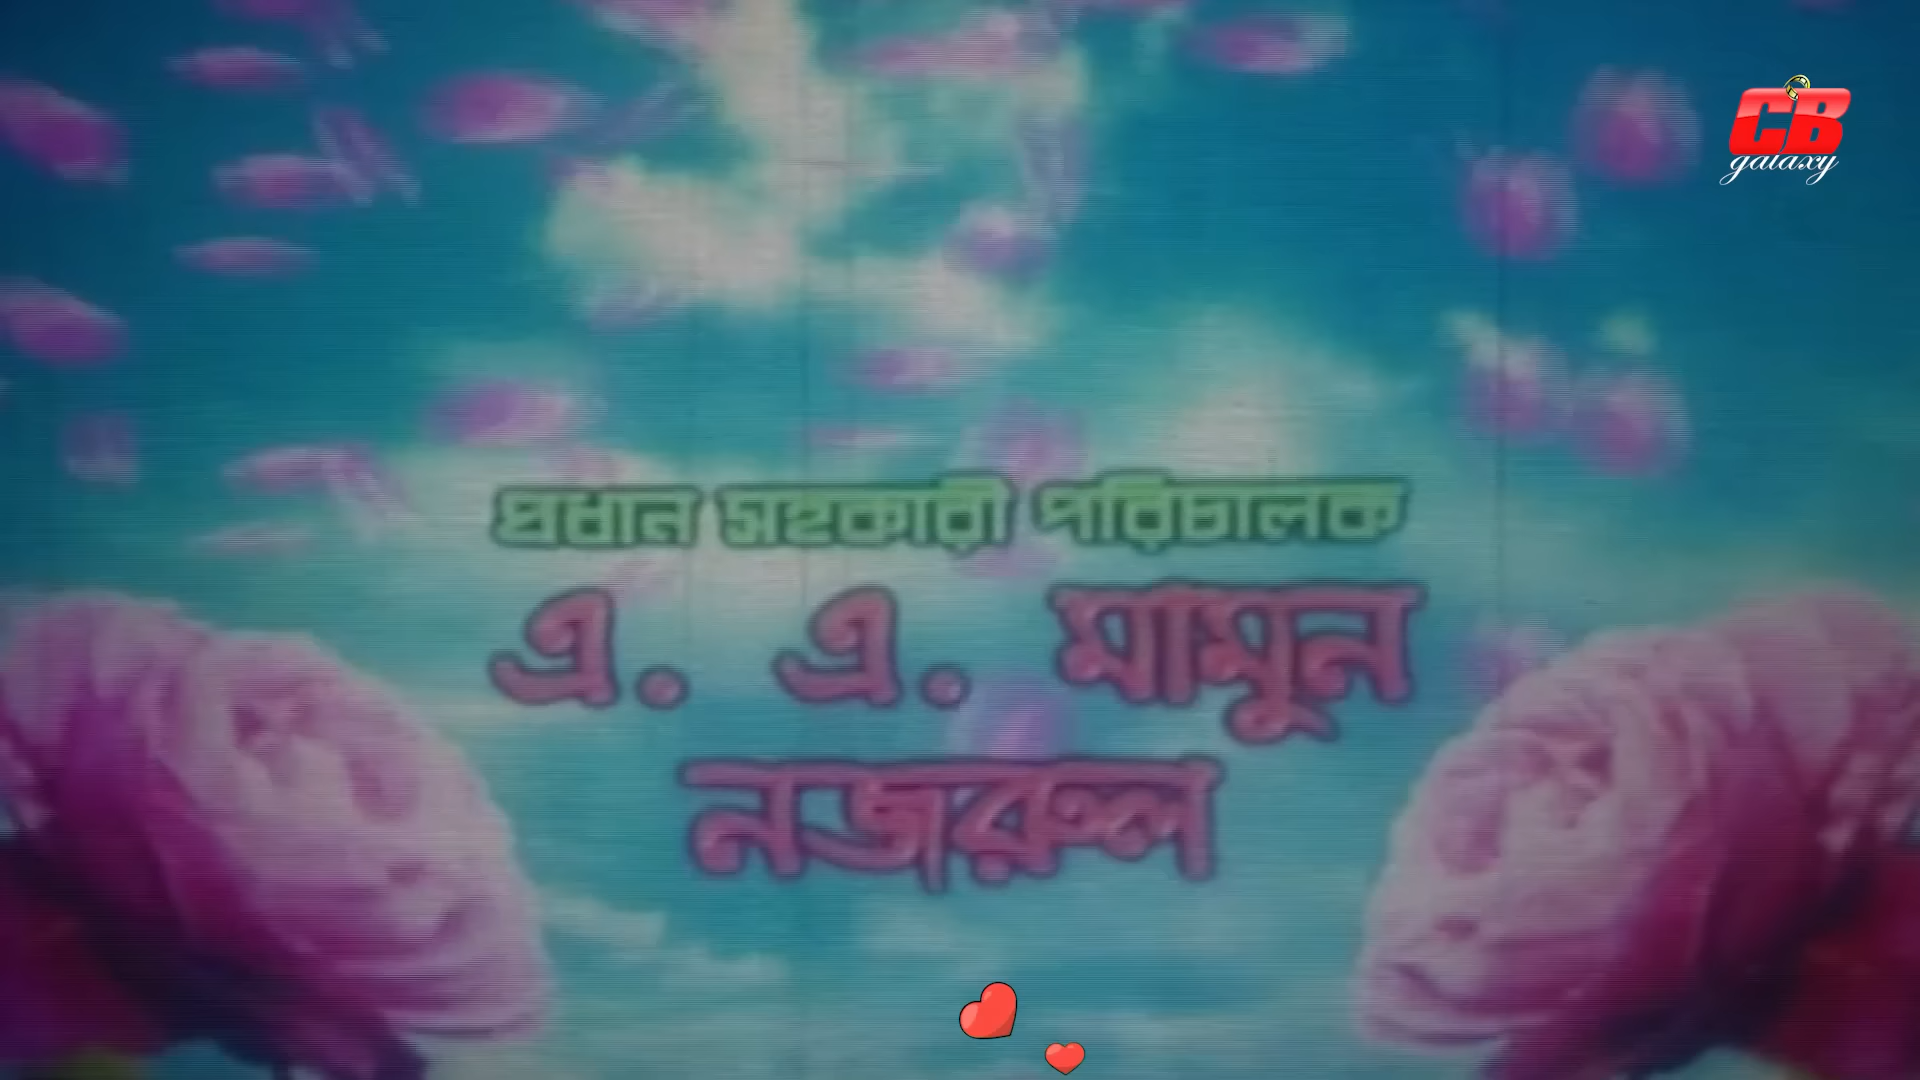 CB
galaxy
প্রধান সহকারী পরিচালক
এ. এ. মামুন
নজরুল